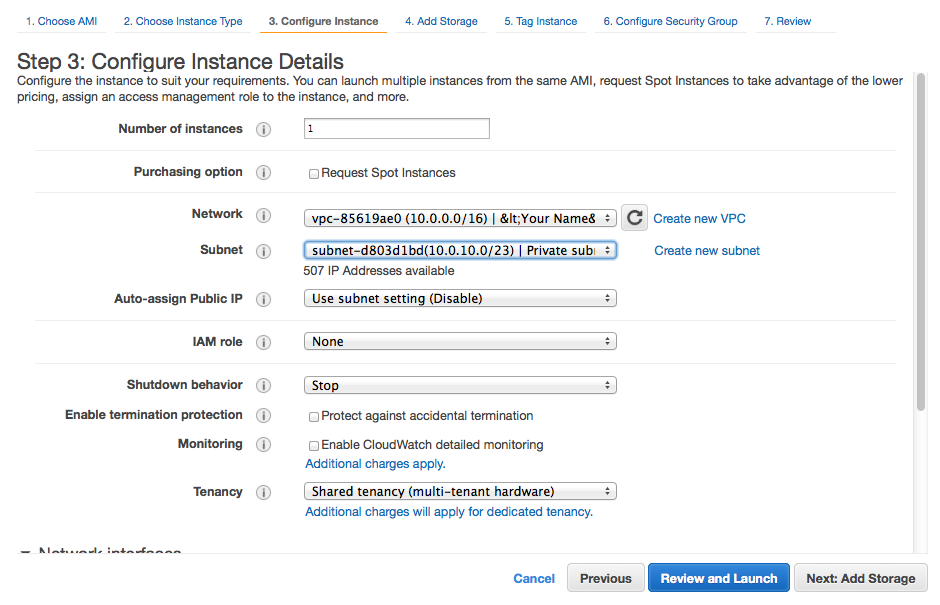 1. Choose AMI 2. Choose Instance Type 3. Configure Instance 4. Add Storage 5. Tag Instance 6. Configure Security Group 7. Review
Step 3: Configure Instance Details
Configure the instance to suit your requirements. You can launch multiple instances from the same AMI, request Spot Instances to take advantage of the lower
pricing, assign an access management role to the instance, and more.
Number of instances i 1
Purchasing option i Request Spot Instances
Network i vpc-85619ae0 (10.0.0.0/16) | &lt;Your Name& Create new VPC
Subnet i subnet-d803d1bd(10.0.10.0/23) | Private sub Create new subnet
507 IP Addresses available
Auto-assign Public IP i Use subnet setting (Disable)
IAM role i None
Shutdown behavior i Stop
Enable termination protection i Protect against accidental termination
Monitoring i Enable CloudWatch detailed monitoring
Additional charges apply.
Tenancy i Shared tenancy (multi-tenant hardware)
Additional charges will apply for dedicated tenancy.
Network interfaces
Cancel Previous Review and Launch Next: Add Storage